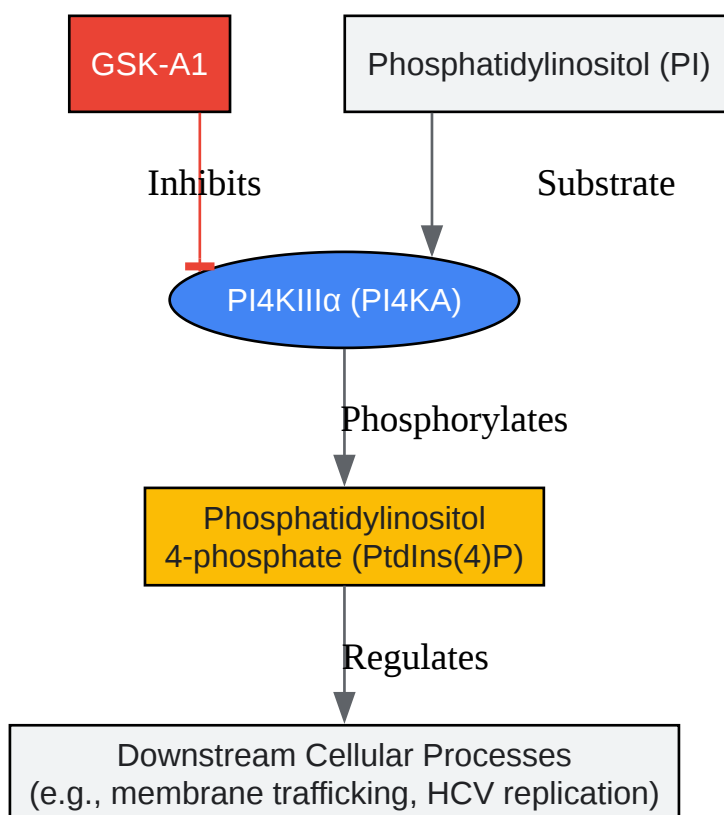 GSK-A1
Phosphatidylinositol (PI)
Inhibits
Substrate
PI4KIIIα (PI4KA)
Phosphorylates
Phosphatidylinositol
4-phosphate (PtdIns(4)P)
Regulates
Downstream Cellular Processes
(e.g., membrane trafficking, HCV replication)